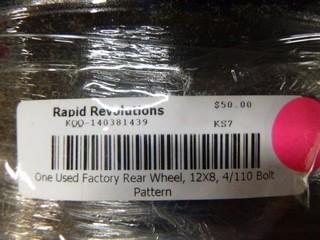 Rapid Revolutions $50.00
KQQ-140381439 KS7
One Used Factory Rear Wheel, 12X8, 4/110 Bolt
Pattern